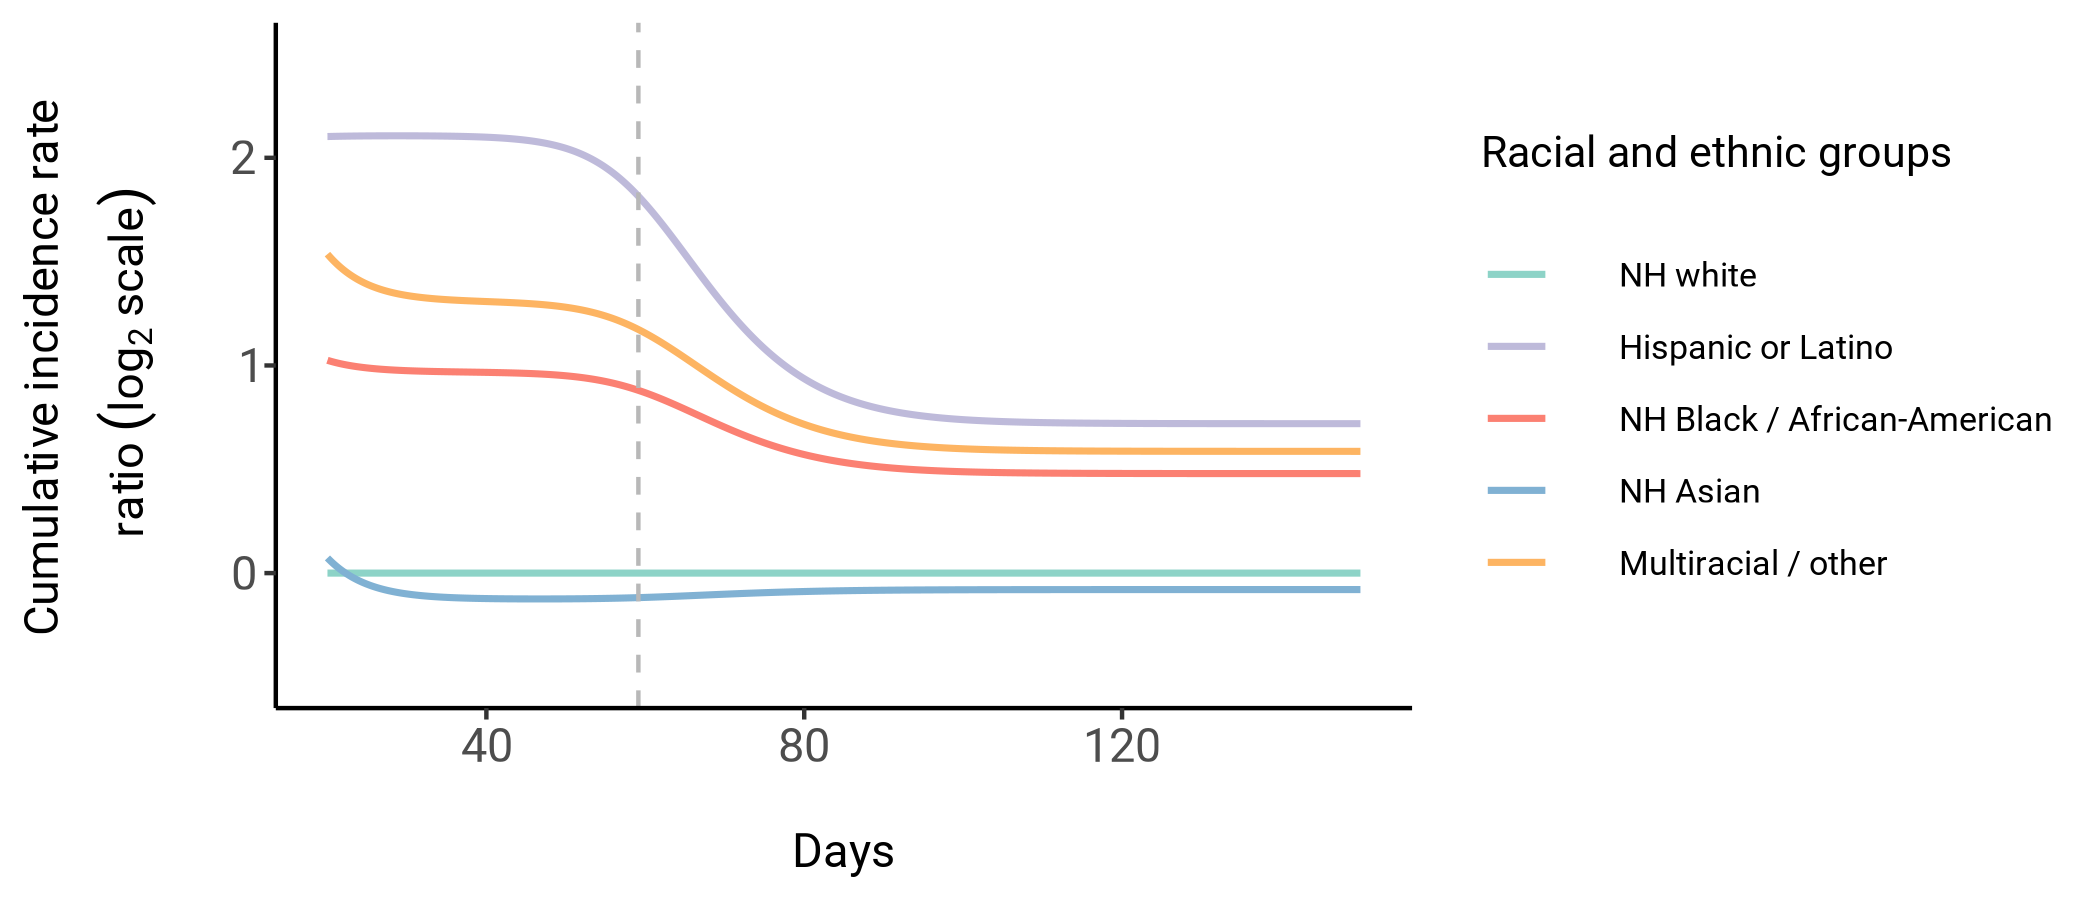 Cumulative incidence rate
ratio (log₂ scale)
2
1
0
40
80
120
Days
Racial and ethnic groups
NH white
Hispanic or Latino
NH Black / African-American
NH Asian
Multiracial / other